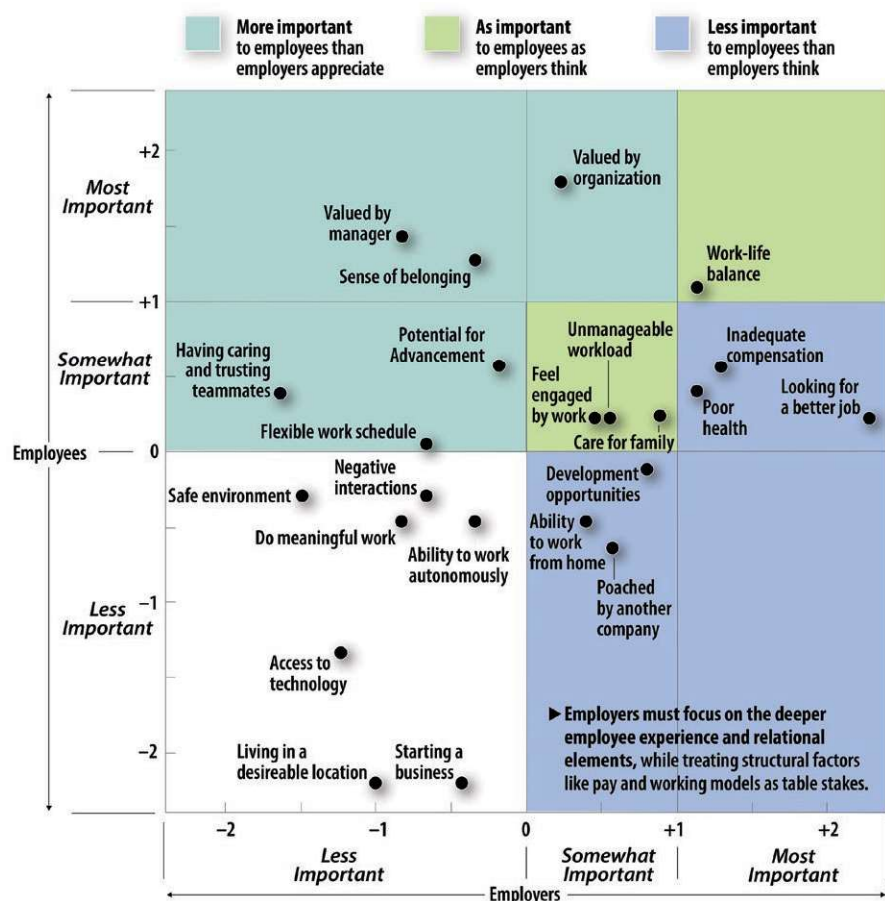 More important
to employees than
employers appreciate
As important
to employees as
employers think
Less important
to employees than
employers think
+2
Most
Important
+1
Somewhat
Important
Employees
0
Less
Important
−1
−2
Valued by
organization
Valued by
manager
Sense of belonging
Work-life
balance
Having caring
and trusting
teammates
Potential for
Advancement
Flexible work schedule
Unmanageable
workload
Feel
engaged
by work
Care for family
Inadequate
compensation
Poor
health
Looking for
a better job
Safe environment
Negative
interactions
Do meaningful work
Ability to work
autonomously
Development
opportunities
Ability
to work
from home
Poached
by another
company
Access to
technology
Living in a
desireable location
Starting a
business
► Employers must focus on the deeper
employee experience and relational
elements, while treating structural factors
like pay and working models as table stakes.
−2
−1
0
+1
+2
Less
Important
Somewhat
Important
Most
Important
Employers